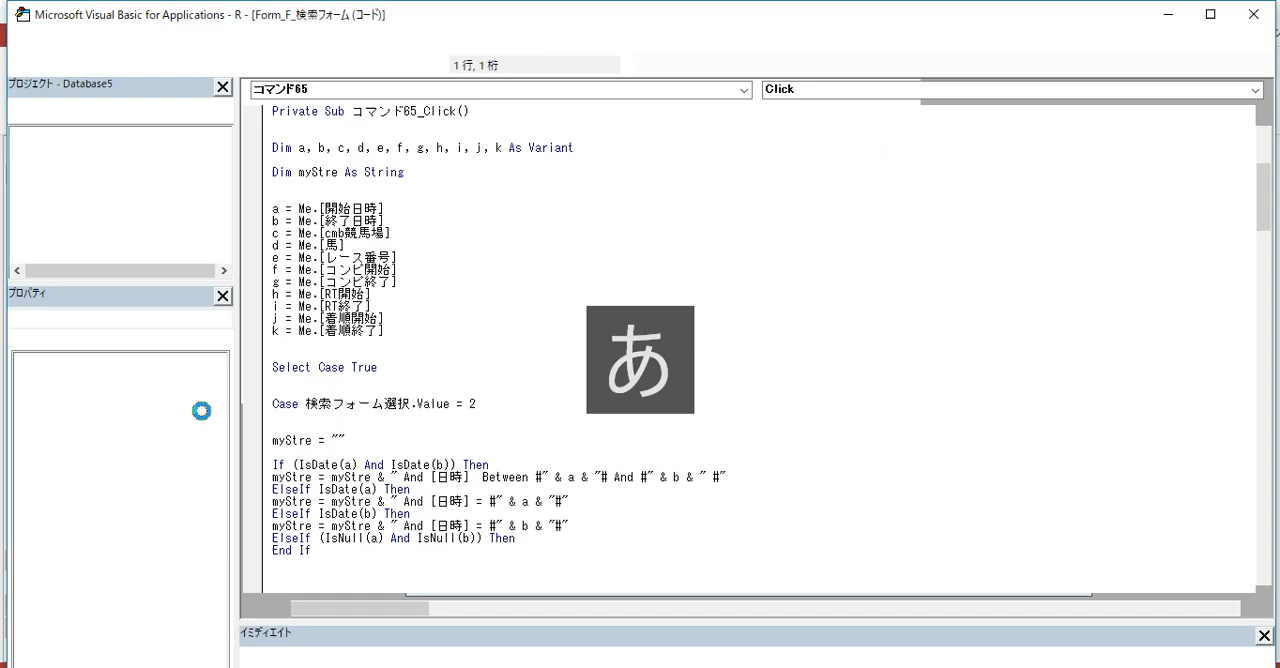 Microsoft Visual Basic for Applications - R - [Form_F_検索フォーム (コード)]
1 行, 1 桁
プロジェクト - Database5
コマンド65
Click
Private Sub コマンド65_Click()
Dim a, b, c, d, e, f, g, h, i, j, k As Variant
Dim myStre As String
a = Me.[開始日時]
b = Me.[終了日時]
c = Me.[cmb競馬場]
d = Me.[馬]
e = Me.[レース番号]
f = Me.[コンピ開始]
g = Me.[コンピ終了]
h = Me.[RT開始]
i = Me.[RT終了]
j = Me.[着順開始]
k = Me.[着順終了]
プロパティ
あ
Select Case True
Case 検索フォーム選択.Value = 2
myStre = ""
If (IsDate(a) And IsDate(b)) Then
myStre = myStre & " And [日時]  Between #" & a & "# And #" & b & " #"
ElseIf IsDate(a) Then
myStre = myStre & " And [日時] = #" & a & "#"
ElseIf IsDate(b) Then
myStre = myStre & " And [日時] = #" & b & "#"
ElseIf (IsNull(a) And IsNull(b)) Then
End If
イミディエイト